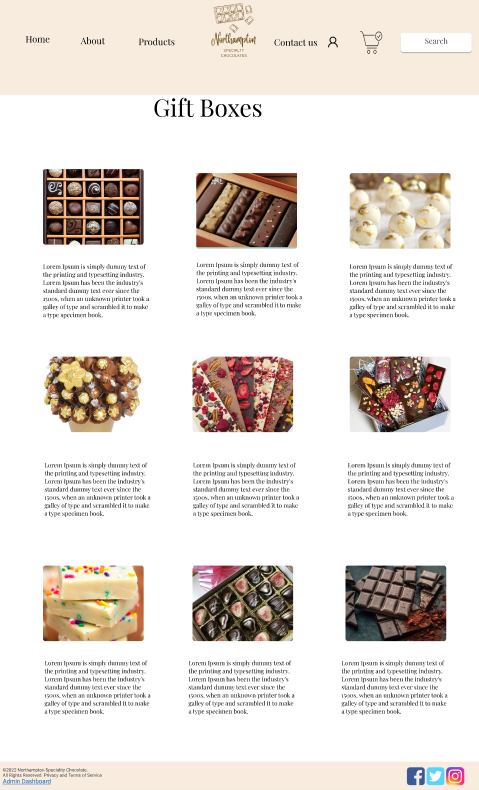 Home
About
Products
Northampton
SPECIALTY
CHOCOLATES
Contact us
Search
Gift Boxes
Lorem Ipsum is simply dummy text of
the printing and typesetting industry.
Lorem Ipsum has been the industry's
standard dummy text ever since the
1500s, when an unknown printer took a
galley of type and scrambled it to make
a type specimen book.
Lorem Ipsum is simply dummy text of
the printing and typesetting industry.
Lorem Ipsum has been the industry's
standard dummy text ever since the
1500s, when an unknown printer took a
galley of type and scrambled it to make
a type specimen book.
Lorem Ipsum is simply dummy text of
the printing and typesetting industry.
Lorem Ipsum has been the industry's
standard dummy text ever since the
1500s, when an unknown printer took a
galley of type and scrambled it to make
a type specimen book.
Lorem Ipsum is simply dummy text of
the printing and typesetting industry.
Lorem Ipsum has been the industry's
standard dummy text ever since the
1500s, when an unknown printer took a
galley of type and scrambled it to make
a type specimen book.
Lorem Ipsum is simply dummy text of
the printing and typesetting industry.
Lorem Ipsum has been the industry's
standard dummy text ever since the
1500s, when an unknown printer took a
galley of type and scrambled it to make
a type specimen book.
Lorem Ipsum is simply dummy text of
the printing and typesetting industry.
Lorem Ipsum has been the industry's
standard dummy text ever since the
1500s, when an unknown printer took a
galley of type and scrambled it to make
a type specimen book.
Lorem Ipsum is simply dummy text of
the printing and typesetting industry.
Lorem Ipsum has been the industry's
standard dummy text ever since the
1500s, when an unknown printer took a
galley of type and scrambled it to make
a type specimen book.
Lorem Ipsum is simply dummy text of
the printing and typesetting industry.
Lorem Ipsum has been the industry's
standard dummy text ever since the
1500s, when an unknown printer took a
galley of type and scrambled it to make
a type specimen book.
Lorem Ipsum is simply dummy text of
the printing and typesetting industry.
Lorem Ipsum has been the industry's
standard dummy text ever since the
1500s, when an unknown printer took a
galley of type and scrambled it to make
a type specimen book.
©2022 Northampton Speciality Chocolate.
All Rights Reserved. Privacy and Terms of Service
Admin Dashboard